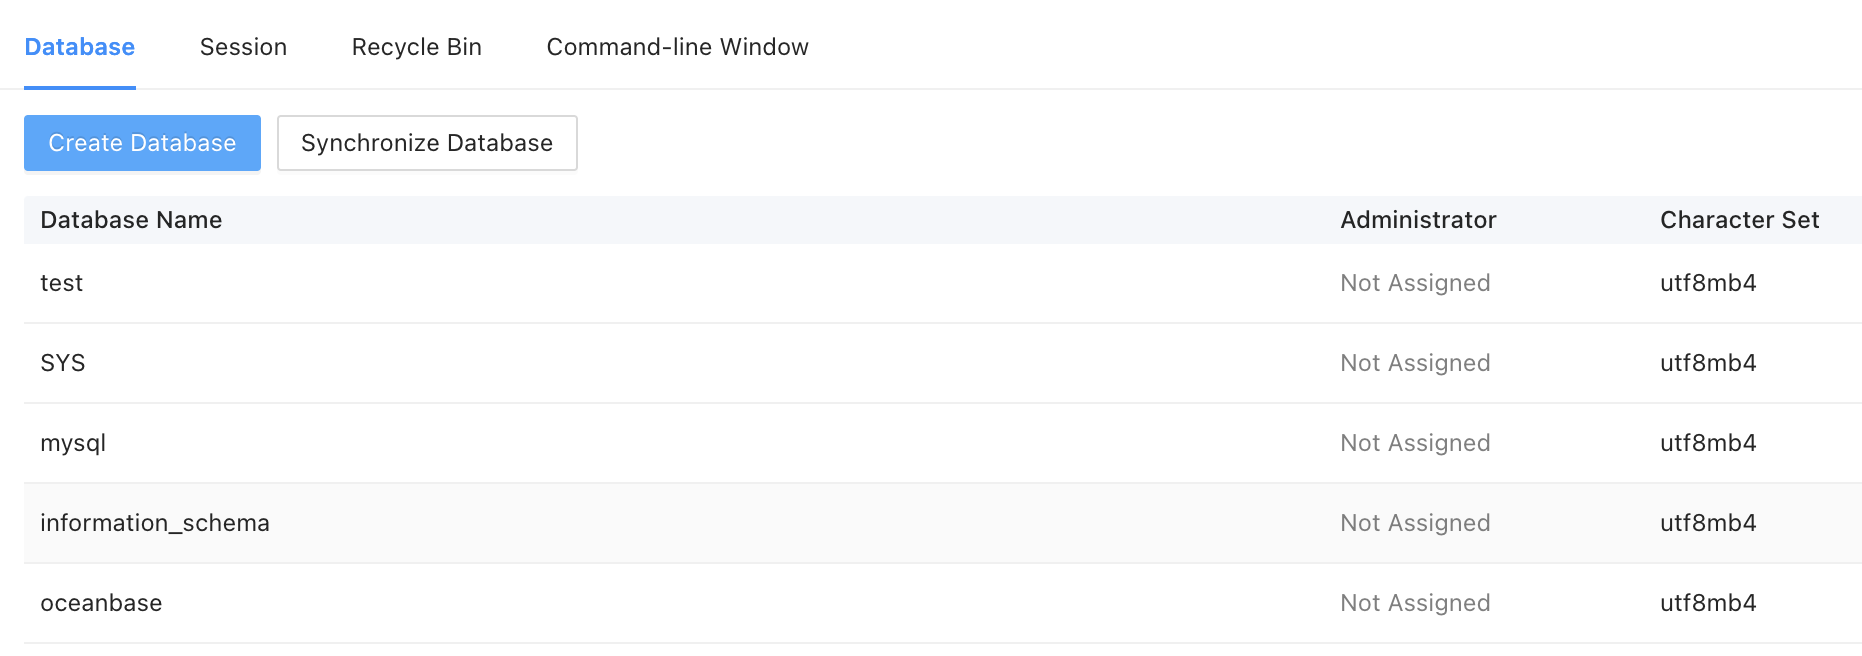 Database Session Recycle Bin Command-line Window
Create Database Synchronize Database
Database Name Administrator Character Set
test Not Assigned utf8mb4
SYS Not Assigned utf8mb4
mysql Not Assigned utf8mb4
information_schema Not Assigned utf8mb4
oceanbase Not Assigned utf8mb4